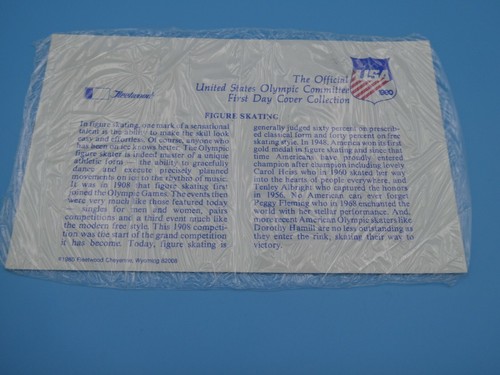 Fleetwood
The Official
United States Olympic Committee
First Day Cover Collection
USA
1980
FIGURE SKATING
In figure skating, one mark of a sensational
talent is the ability to make the skill look
easy and effortless. Of course, anyone who
has been on ice knows better. The Olympic
figure skater is indeed master of a unique
athletic form — the ability to gracefully
dance and execute precisely planned
movements on ice to the rhythm of music.
It was in 1908 that figure skating first
joined the Olympic Games. The events then
were very much like those featured today
— singles for men and women, pairs
competitions and a third event much like
the modern free style. This 1908 competi-
tion was the start of the grand competition
it has become. Today, figure skating is
generally judged sixty percent on prescrib-
ed classical form and forty percent on free
skating style. In 1948, America won its first
gold medal in figure skating and since that
time Americans have proudly entered
champion after champion including lovely
Carol Heiss who in 1960 skated her way
into the hearts of people everywhere, and
Tenley Albright who captured the honors
in 1956. No American can ever forget
Peggy Fleming who in 1968 enchanted the
world with her stellar performance. And,
more recent American Olympic skaters like
Dorothy Hamill are no less outstanding as
they enter the rink, skating their way to
victory.
©1980 Fleetwood Cheyenne, Wyoming 82009